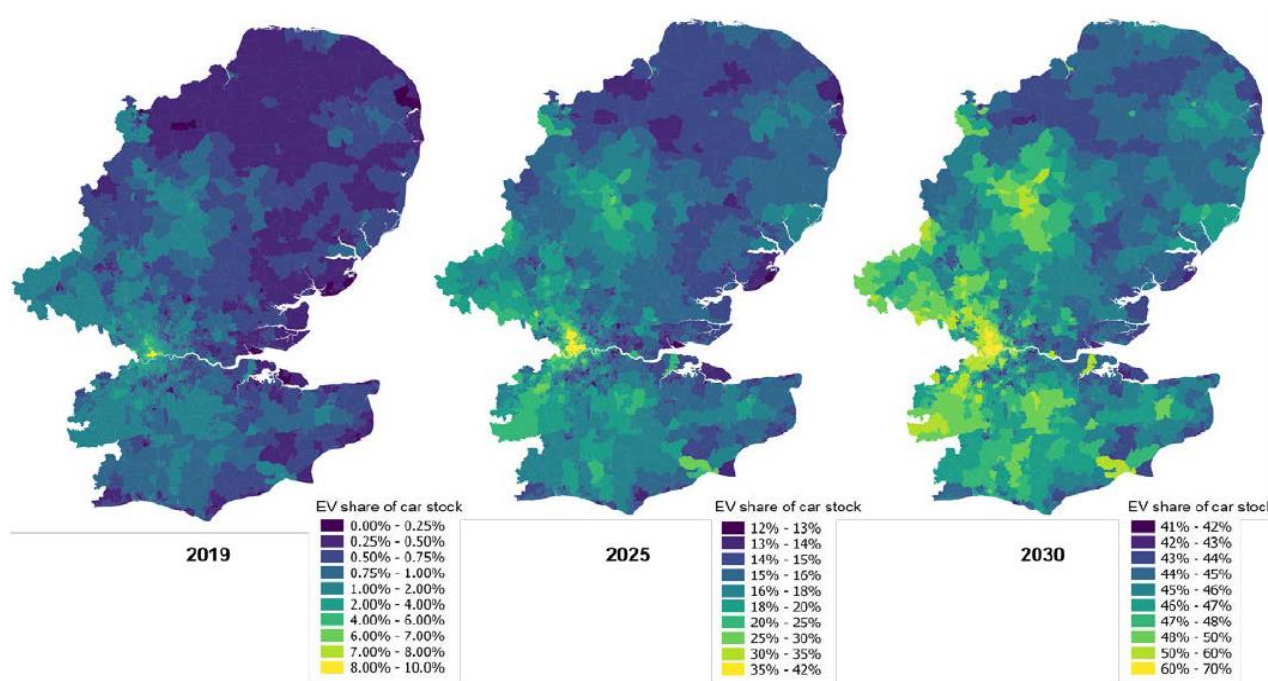 EV share of car stock
0.00% - 0.25%
0.25% - 0.50%
0.50% - 0.75%
0.75% - 1.00%
1.00% - 2.00%
2.00% - 4.00%
4.00% - 6.00%
6.00% - 7.00%
7.00% - 8.00%
8.00% - 10.0%
2019
EV share of car stock
12% - 13%
13% - 14%
14% - 15%
15% - 16%
16% - 18%
18% - 20%
20% - 25%
25% - 30%
30% - 35%
35% - 42%
2025
EV share of car stock
41% - 42%
42% - 43%
43% - 44%
44% - 45%
45% - 46%
46% - 47%
47% - 48%
48% - 50%
50% - 60%
60% - 70%
2030